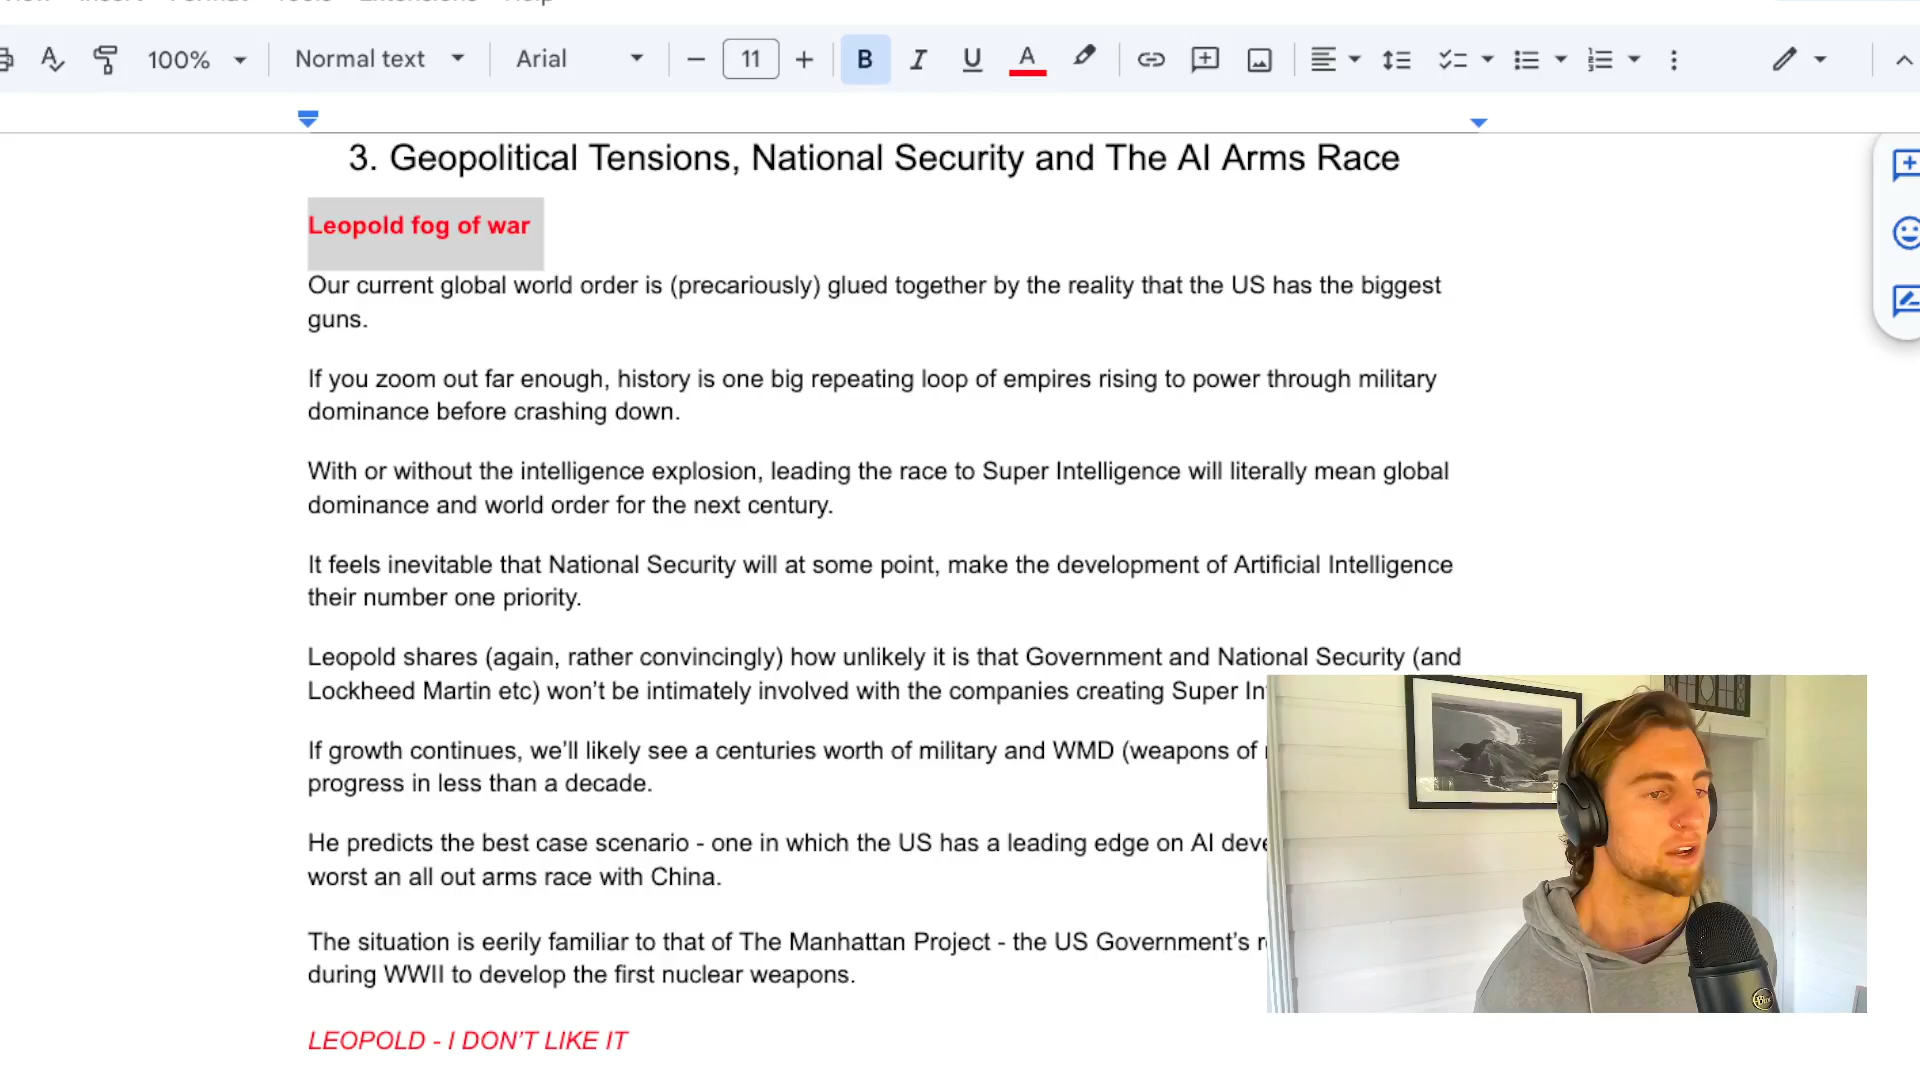 100%
Normal text
Arial
11
B
I
U
A
3. Geopolitical Tensions, National Security and The AI Arms Race
Leopold fog of war
Our current global world order is (precariously) glued together by the reality that the US has the biggest
guns.
If you zoom out far enough, history is one big repeating loop of empires rising to power through military
dominance before crashing down.
With or without the intelligence explosion, leading the race to Super Intelligence will literally mean global
dominance and world order for the next century.
It feels inevitable that National Security will at some point, make the development of Artificial Intelligence
their number one priority.
Leopold shares (again, rather convincingly) how unlikely it is that Government and National Security (and
Lockheed Martin etc) won't be intimately involved with the companies creating Super
If growth continues, we'll likely see a centuries worth of military and WMD (weapons of
progress in less than a decade.
He predicts the best case scenario - one in which the US has a leading edge on AI
worst an all out arms race with China.
The situation is eerily familiar to that of The Manhattan Project - the US Government's
during WWII to develop the first nuclear weapons.
LEOPOLD - I DON'T LIKE IT